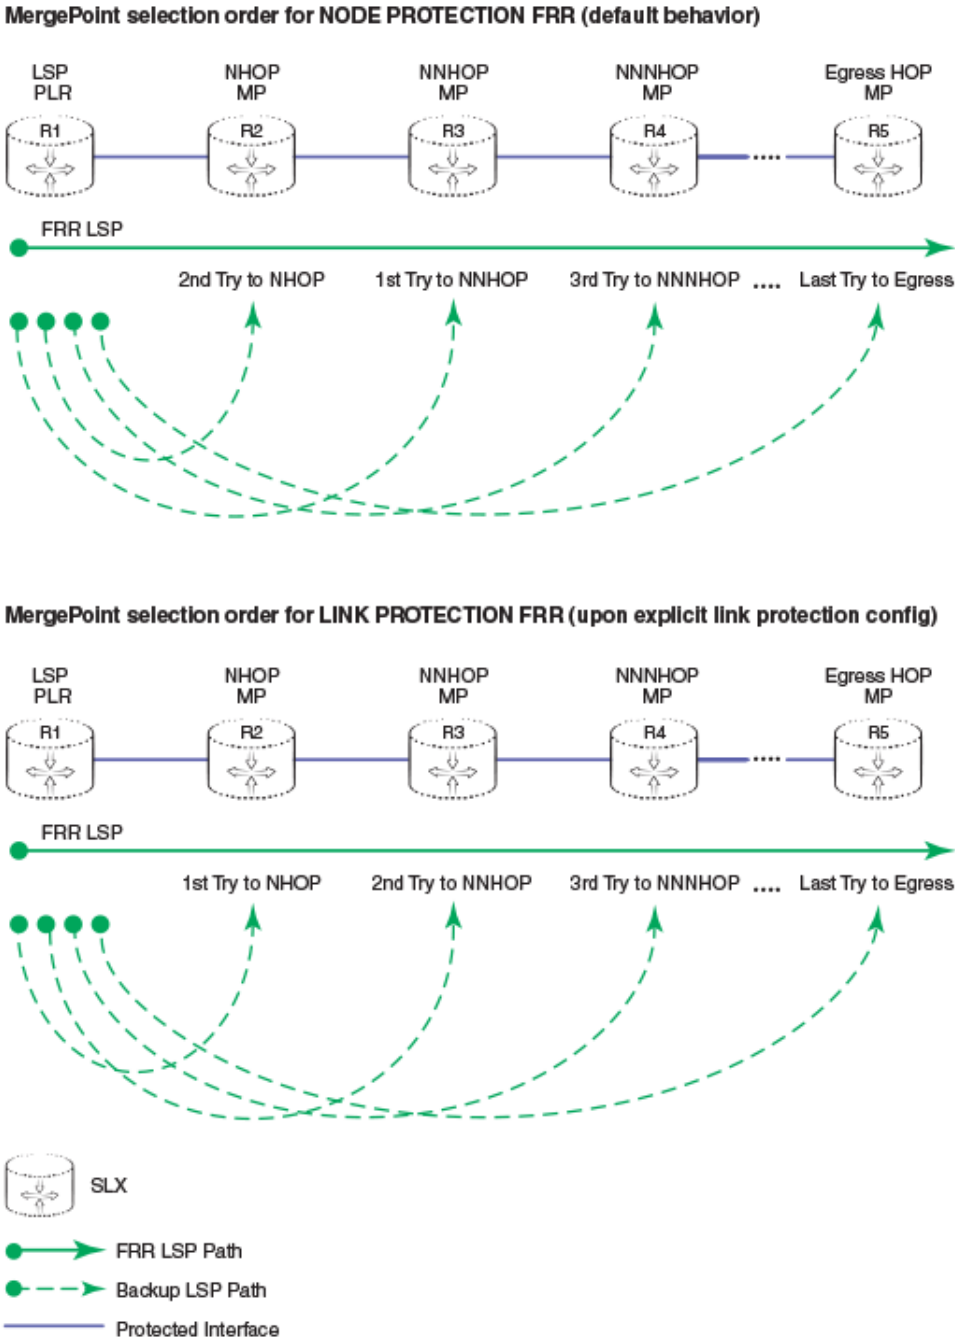 MergePoint selection order for NODE PROTECTION FRR (default behavior)
LSP PLR
NHOP MP
NNHOP MP
NNNHOP MP
Egress HOP MP
R1
R2
R3
R4
....
R5
FRR LSP
2nd Try to NHOP
1st Try to NNHOP
3rd Try to NNNHOP
....
Last Try to Egress
MergePoint selection order for LINK PROTECTION FRR (upon explicit link protection config)
LSP PLR
NHOP MP
NNHOP MP
NNNHOP MP
Egress HOP MP
R1
R2
R3
R4
....
R5
FRR LSP
1st Try to NHOP
2nd Try to NNHOP
3rd Try to NNNHOP
....
Last Try to Egress
SLX
FRR LSP Path
Backup LSP Path
Protected Interface